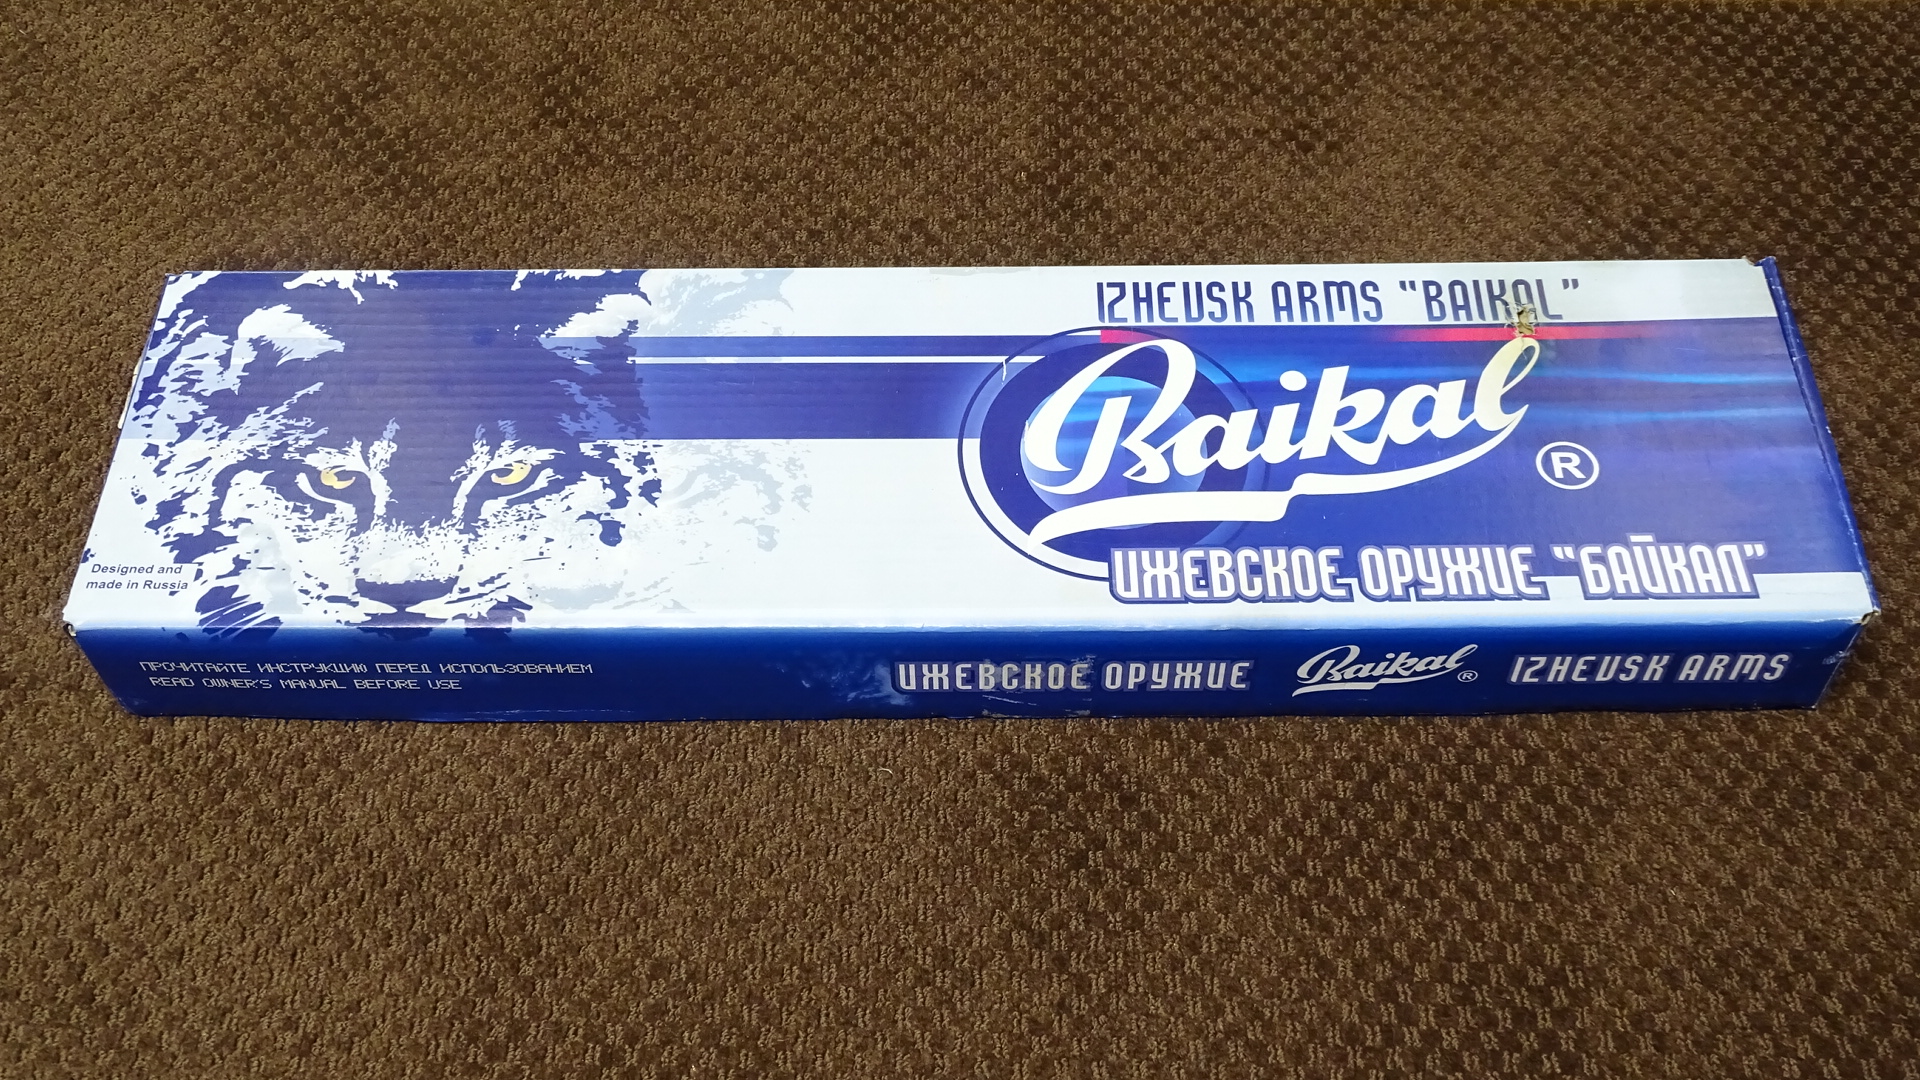 IZHEVSK ARMS “BAIKAL”
Baikal ®
ИЖЕВСКОЕ ОРУЖИЕ “БАЙКАЛ”
Designed and
made in Russia
ПРОЧИТАЙТЕ ИНСТРУКЦИЮ ПЕРЕД ИСПОЛЬЗОВАНИЕМ
READ OWNER'S MANUAL BEFORE USE
ИЖЕВСКОЕ ОРУЖИЕ Baikal ® IZHEVSK ARMS